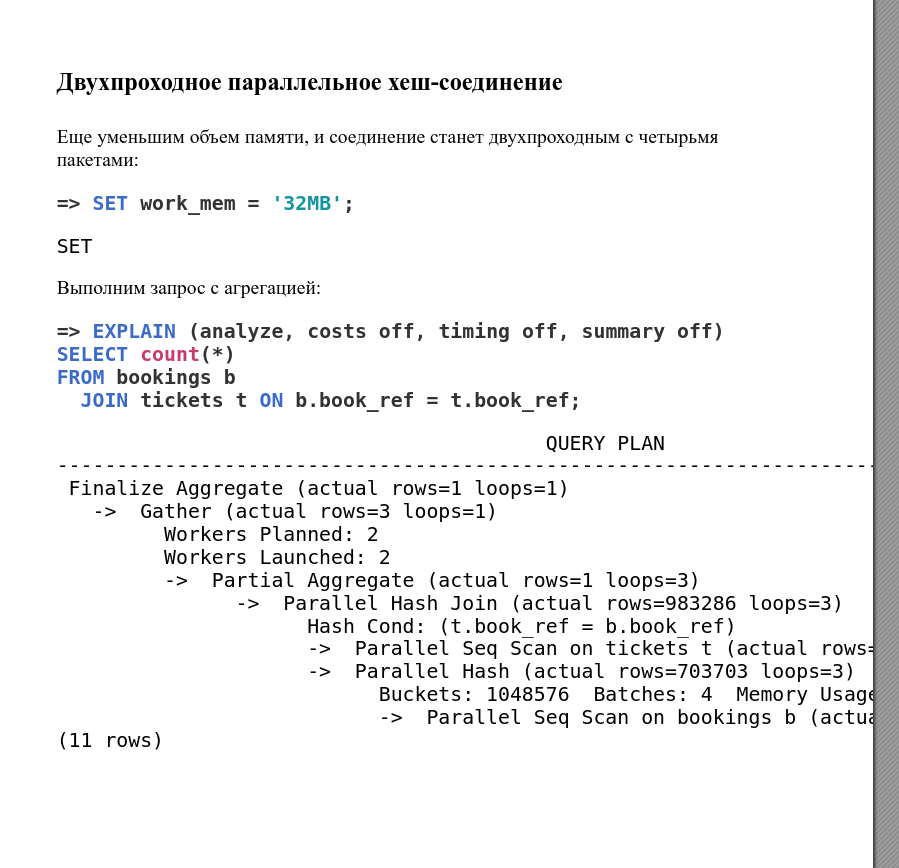 Двухпроходное параллельное хеш-соединение
Еще уменьшим объем памяти, и соединение станет двухпроходным с четырьмя
пакетами:
=> SET work_mem = '32MB';
SET
Выполним запрос с агрегацией:
=> EXPLAIN (analyze, costs off, timing off, summary off)
SELECT count(*)
FROM bookings b
  JOIN tickets t ON b.book_ref = t.book_ref;
QUERY PLAN
---------------------------------------------------------------------
 Finalize Aggregate (actual rows=1 loops=1)
   ->  Gather (actual rows=3 loops=1)
         Workers Planned: 2
         Workers Launched: 2
         ->  Partial Aggregate (actual rows=1 loops=3)
               ->  Parallel Hash Join (actual rows=983286 loops=3)
                     Hash Cond: (t.book_ref = b.book_ref)
                     ->  Parallel Seq Scan on tickets t (actual rows=
                     ->  Parallel Hash (actual rows=703703 loops=3)
                           Buckets: 1048576  Batches: 4  Memory Usage
                           ->  Parallel Seq Scan on bookings b (actua
(11 rows)